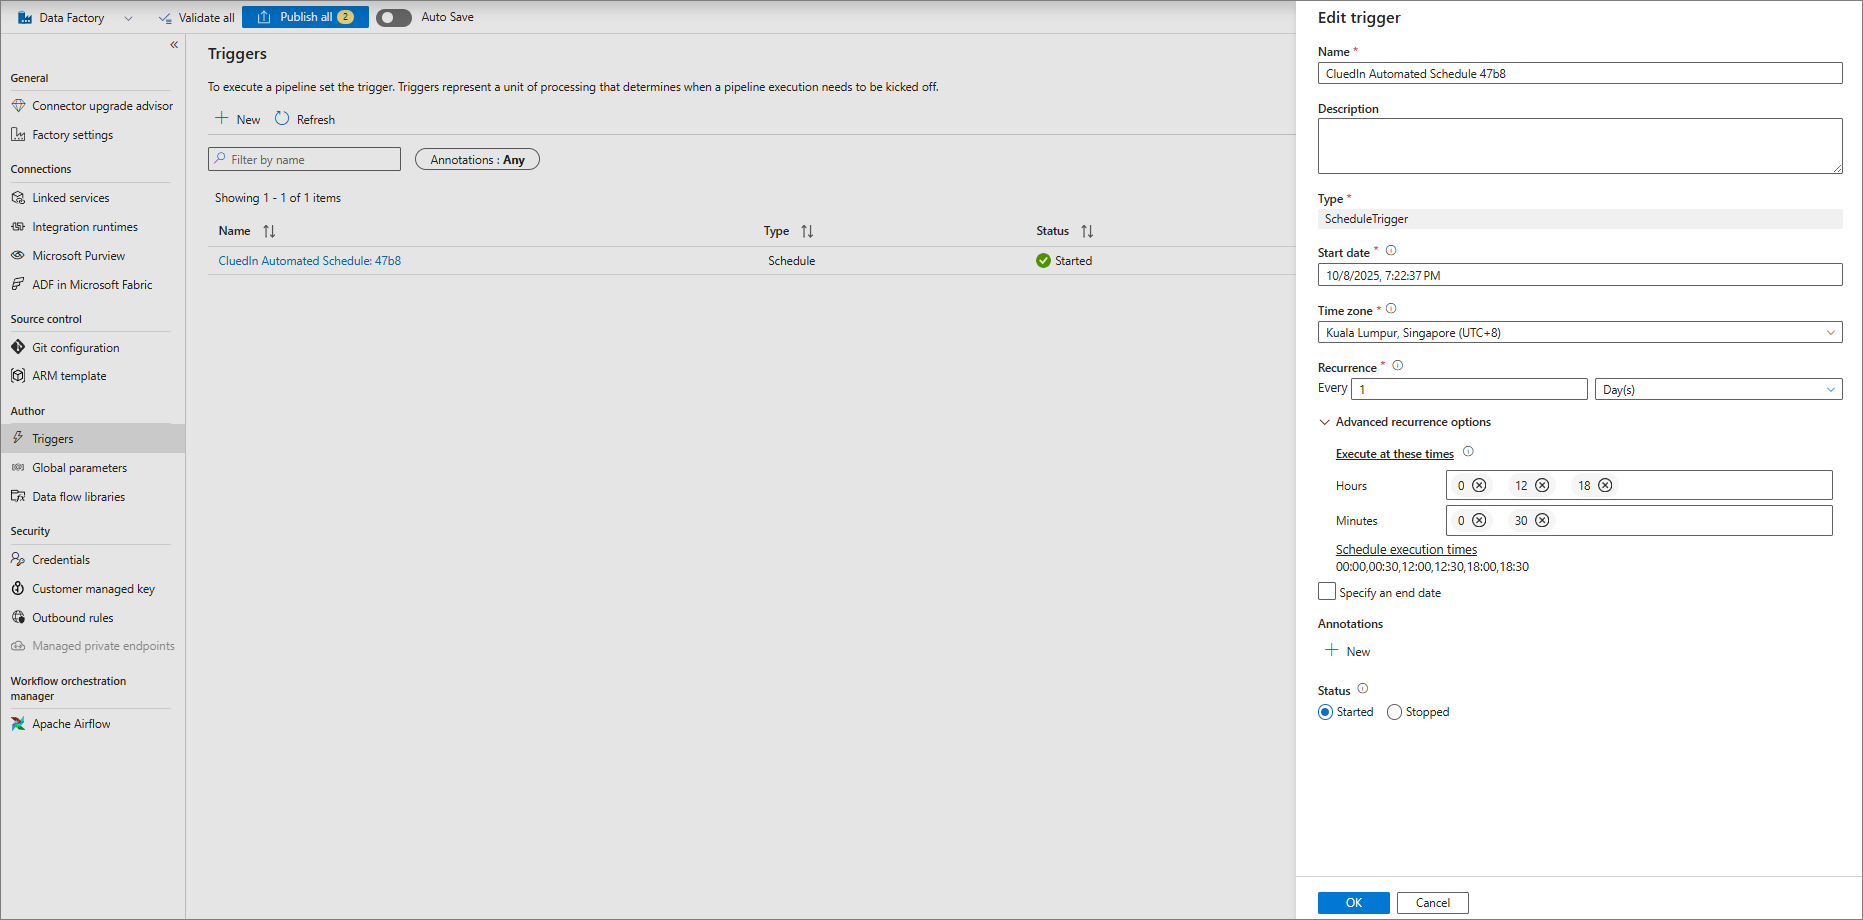 Data Factory
Validate all
Publish all 2
Auto Save
«
General
Connector upgrade advisor
Factory settings
Connections
Linked services
Integration runtimes
Microsoft Purview
ADF in Microsoft Fabric
Source control
Git configuration
ARM template
Author
Triggers
Global parameters
Data flow libraries
Security
Credentials
Customer managed key
Outbound rules
Managed private endpoints
Workflow orchestration
manager
Apache Airflow
Triggers
To execute a pipeline set the trigger. Triggers represent a unit of processing that determines when a pipeline execution needs to be kicked off.
New Refresh
Filter by name Annotations : Any
Showing 1 - 1 of 1 items
Name Type Status
CluedIn Automated Schedule: 47b8 Schedule Started
Edit trigger
Name *
CluedIn Automated Schedule 47b8
Description
Type *
ScheduleTrigger
Start date *
10/8/2025, 7:22:37 PM
Time zone *
Kuala Lumpur, Singapore (UTC+8)
Recurrence *
Every 1 Day(s)
Advanced recurrence options
Execute at these times
Hours 0 12 18
Minutes 0 30
Schedule execution times
00:00,00:30,12:00,12:30,18:00,18:30
Specify an end date
Annotations
New
Status
Started Stopped
OK Cancel